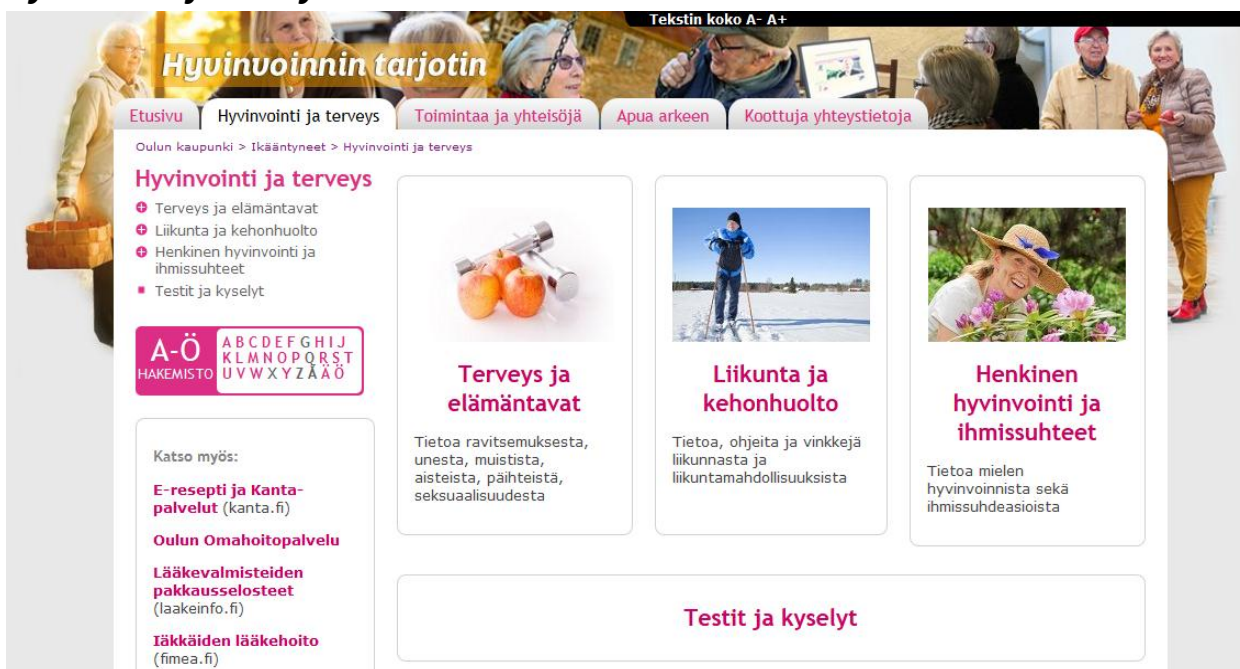 Tekstin koko A- A+
Hyvinvoinnin tarjotin
Etusivu Hyvinvointi ja terveys Toimintaa ja yhteisöjä Apua arkeen Koottuja yhteystietoja
Oulun kaupunki > Ikääntyneet > Hyvinvointi ja terveys
Hyvinvointi ja terveys
Terveys ja elämäntavat
Liikunta ja kehonhuolto
Henkinen hyvinvointi ja
ihmissuhteet
Testit ja kyselyt
A-Ö
HAKEMISTO
A B C D E F G H I J
K L M N O P Q R S T
U V W X Y Z Å Ä Ö
Katso myös:
E-resepti ja Kanta-
palvelut (kanta.fi)
Oulun Omahoitopalvelu
Lääkevalmisteiden
pakkausselosteet
(laakeinfo.fi)
Iäkkäiden lääkehoito
(fimea.fi)
Terveys ja
elämäntavat
Tietoa ravitsemuksesta,
unesta, muistista,
aisteista, päihteistä,
seksuaalisuudesta
Liikunta ja
kehonhuolto
Tietoa, ohjeita ja vinkkejä
liikunnasta ja
liikuntamahdollisuuksista
Henkinen
hyvinvointi ja
ihmissuhteet
Tietoa mielen
hyvinvoinnista sekä
ihmissuhdeasioista
Testit ja kyselyt